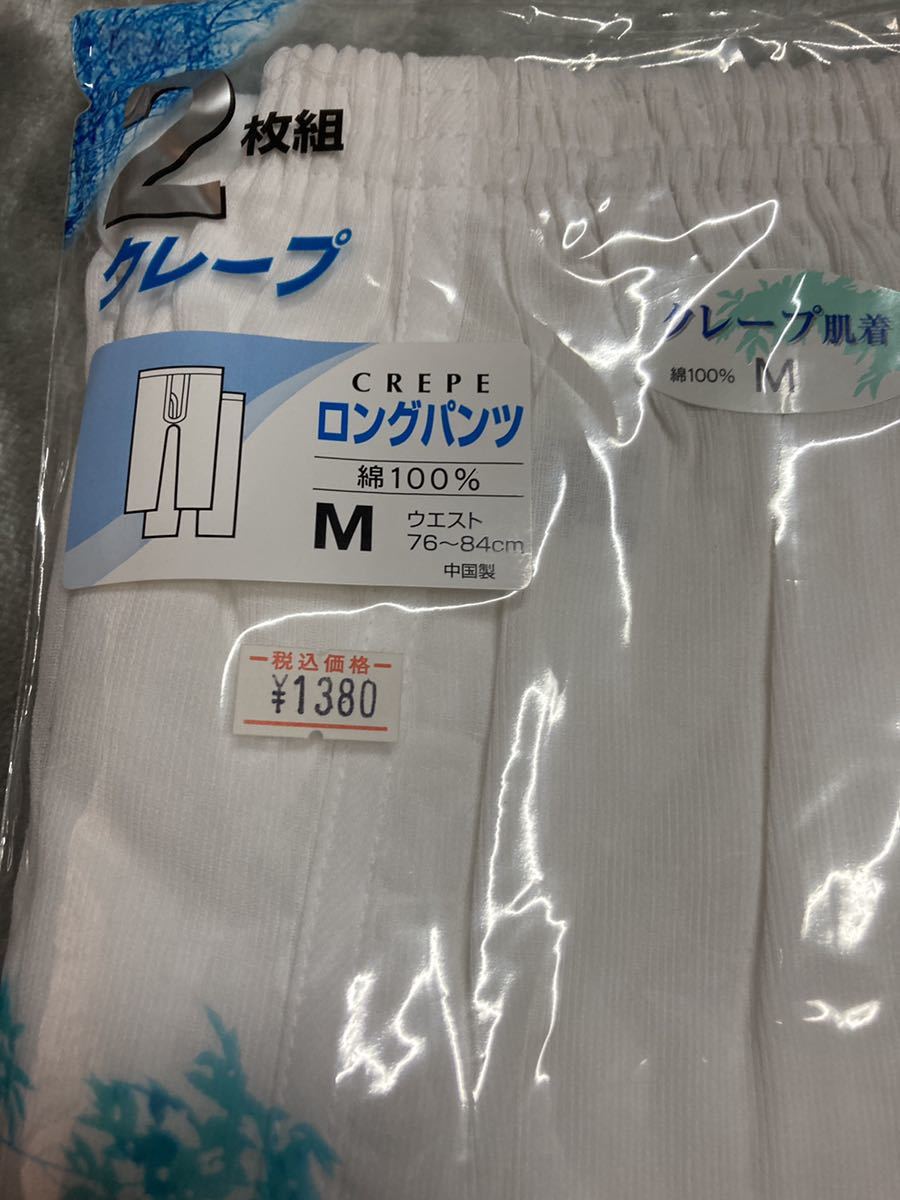 2枚組
クレープ
CREPE
ロングパンツ
綿100%
M ウエスト
76～84cm
中国製
クレープ肌着
綿100% M
税込価格
¥1380